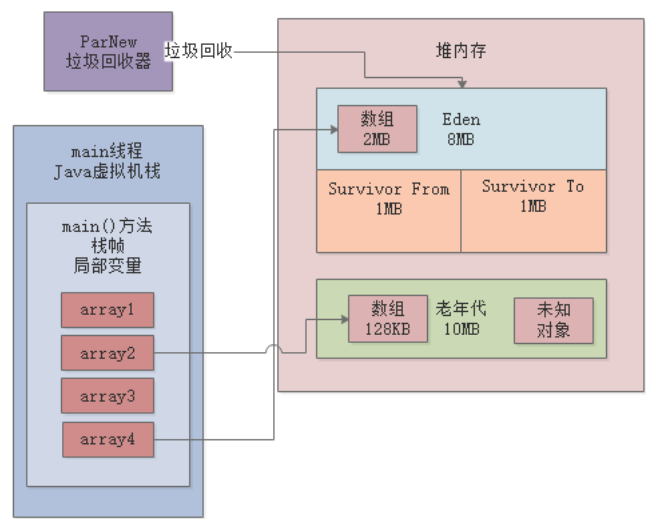 ParNew
垃圾回收器
垃圾回收
堆内存
数组
2MB
Eden
8MB
Survivor From
1MB
Survivor To
1MB
main线程
Java虚拟机栈
main()方法
栈帧
局部变量
array1
array2
array3
array4
数组
128KB
老年代
10MB
未知
对象